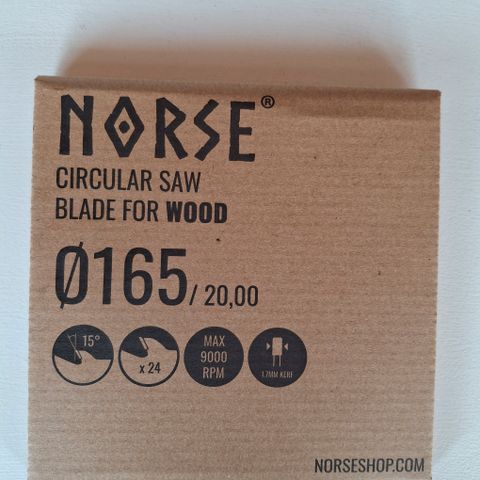 NORSE®
CIRCULAR SAW
BLADE FOR WOOD
Ø165/ 20,00
15°
x 24
MAX
9000
RPM
1.7MM KERF
NORSESHOP.COM